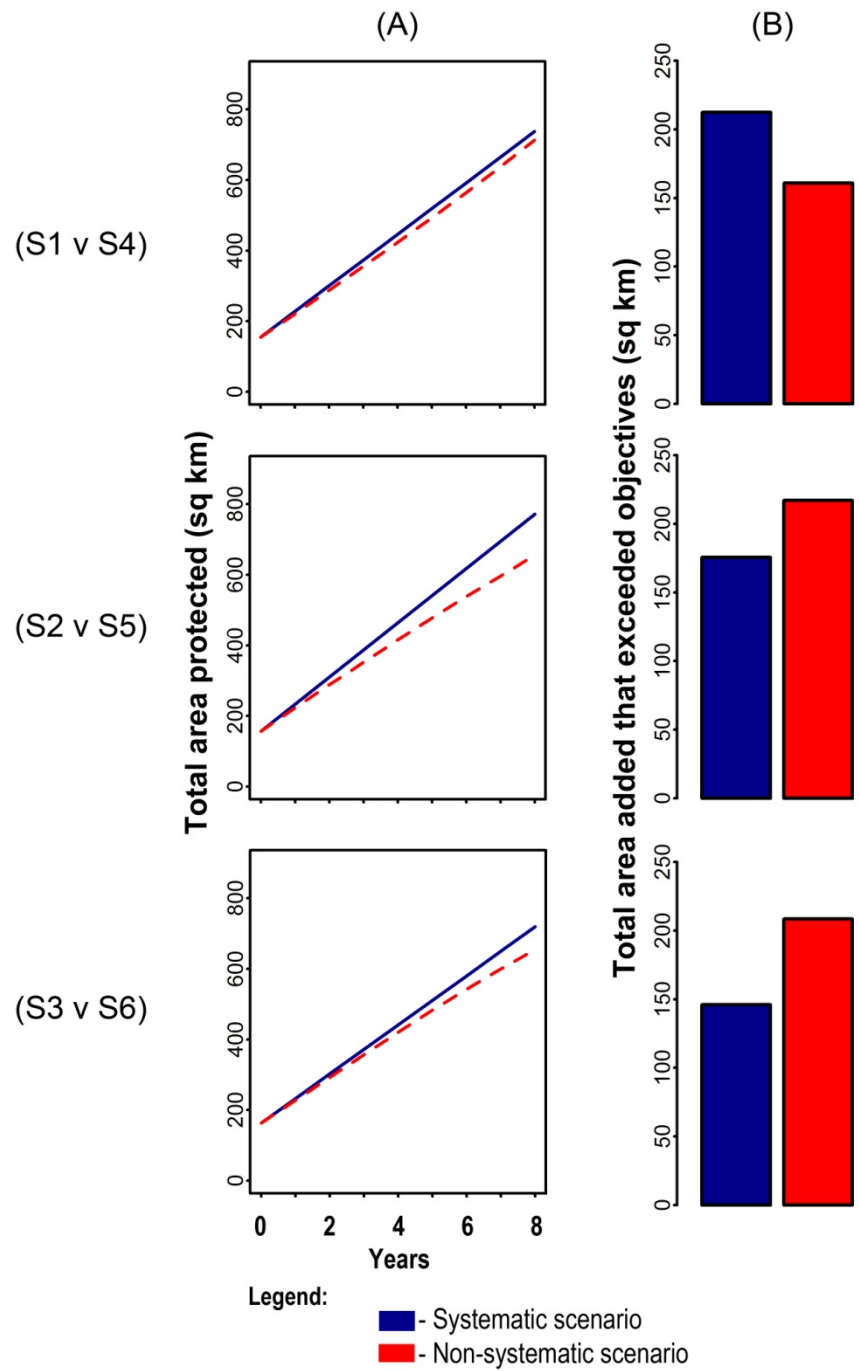 (A)
(B)
(S1 v S4)
(S2 v S5)
(S3 v S6)
Total area protected (sq km)
800
600
400
200
0
800
600
400
200
0
800
600
400
200
0
0 2 4 6 8
Years
Total area added that exceeded objectives (sq km)
250
200
150
100
50
0
250
200
150
100
50
0
250
200
150
100
50
0
Legend:
- Systematic scenario
- Non-systematic scenario